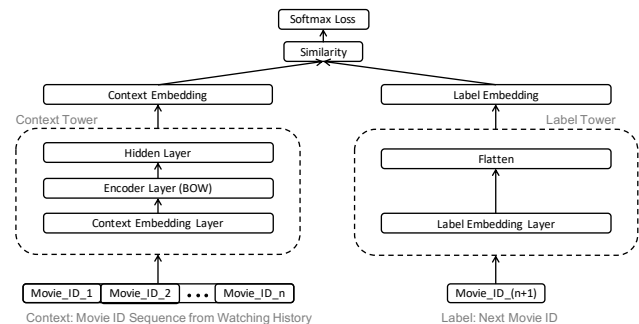 Softmax Loss
Similarity
Context Embedding
Label Embedding
Context Tower
Label Tower
Hidden Layer
Flatten
Encoder Layer (BOW)
Context Embedding Layer
Label Embedding Layer
Movie_ID_1 Movie_ID_2 ••• Movie_ID_n
Movie_ID_(n+1)
Context: Movie ID Sequence from Watching History
Label: Next Movie ID